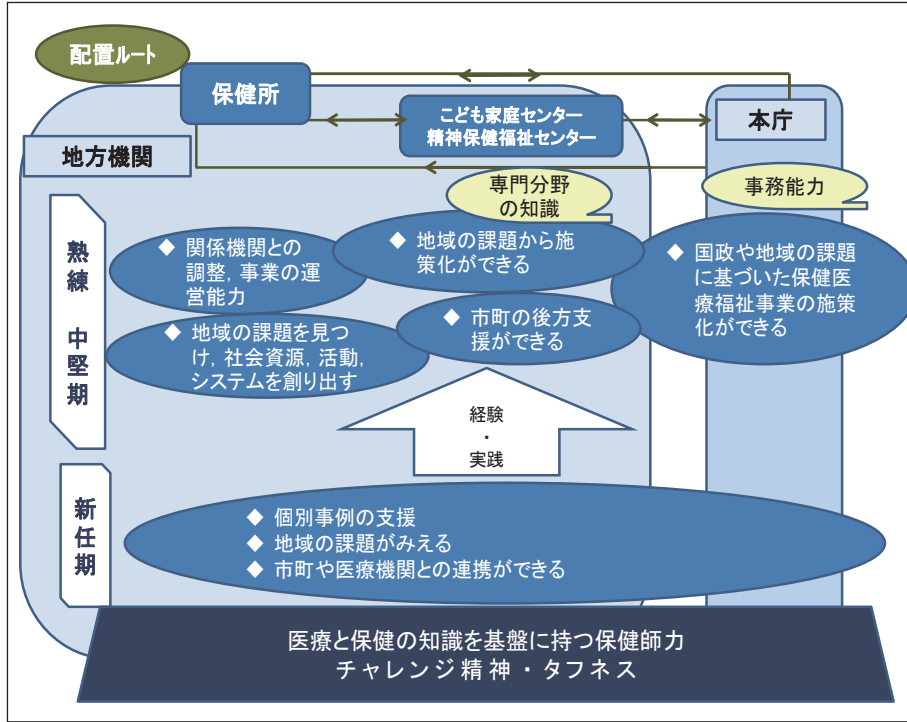 配置ルート
保健所
こども家庭センター
精神保健福祉センター
本庁
地方機関
専門分野
の知識
事務能力
熟練 中堅期
◆ 関係機関との
調整, 事業の運
営能力
◆ 地域の課題から施
策化ができる
◆ 国政や地域の課題
に基づいた保健医
療福祉事業の施策
化ができる
◆ 地域の課題を見つ
け, 社会資源, 活動,
システムを創り出す
◆ 市町の後方支
援ができる
経験
・
実践
新任期
◆ 個別事例の支援
◆ 地域の課題がみえる
◆ 市町や医療機関との連携ができる
医療と保健の知識を基盤に持つ保健師力
チャレンジ精神・タフネス